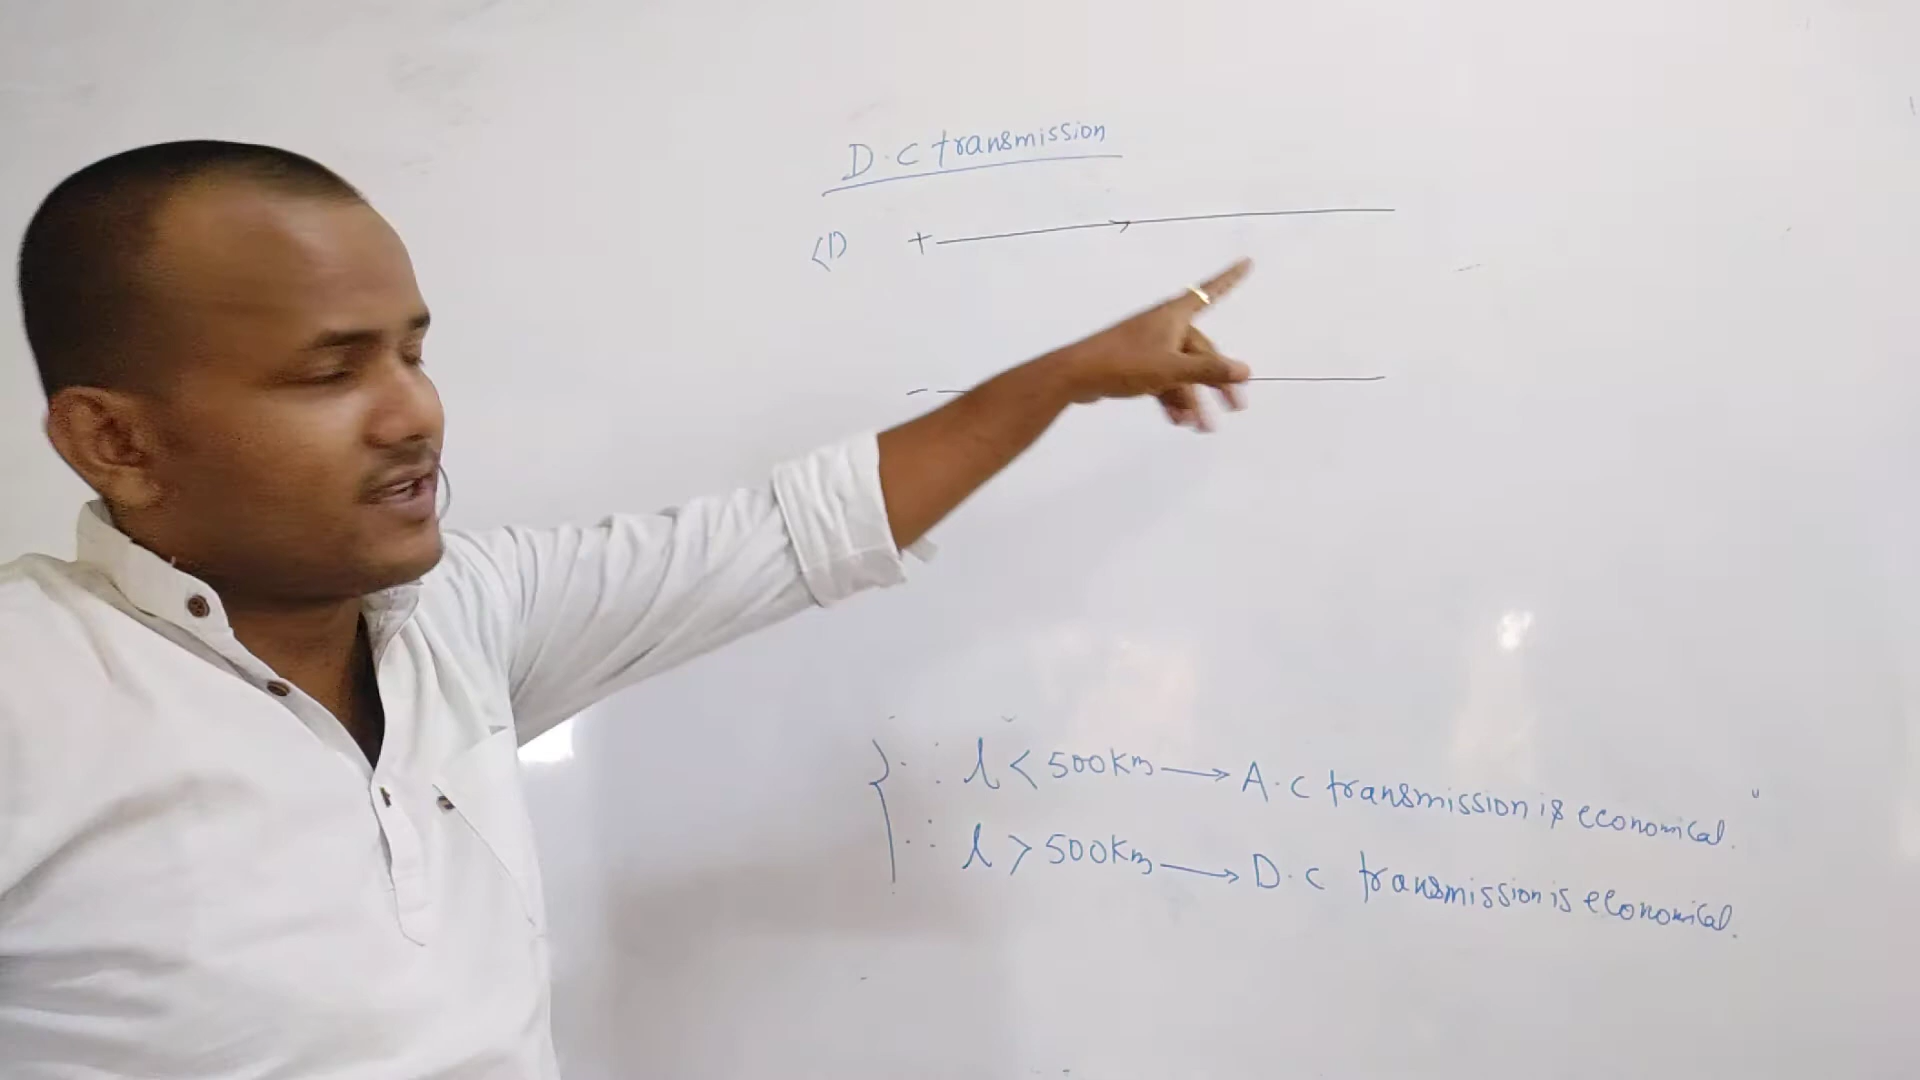 D.C transmission
(1) +
-
l < 500Km → A.C transmission is economical.
l > 500Km → D.C transmission is economical.